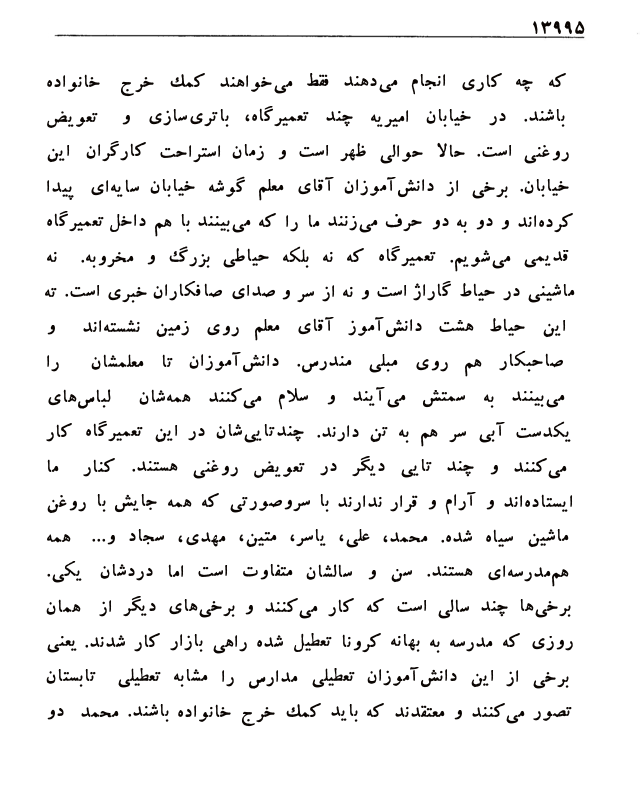 ۱۳۹۹۵
که چه کاری انجام می‌دهند فقط می‌خواهند کمك خرج خانواده
باشند. در خیابان امیریه چند تعمیرگاه، باتری‌سازی و تعویض
روغنی است. حالا حوالی ظهر است و زمان استراحت کارگران این
خیابان. برخی از دانش‌آموزان آقای معلم گوشه خیابان سایه‌ای پیدا
کرده‌اند و دو به دو حرف می‌زنند ما را که می‌بینند با هم داخل تعمیرگاه
قدیمی می‌شویم. تعمیرگاه که نه بلکه حیاطی بزرگ و مخروبه. نه
ماشینی در حیاط گاراژ است و نه از سر و صدای صافکاران خبری است. ته
این حیاط هشت دانش‌آموز آقای معلم روی زمین نشسته‌اند و
صاحبکار هم روی مبلی مندرس. دانش‌آموزان تا معلمشان را
می‌بینند به سمتش می‌آیند و سلام می‌کنند همه‌شان لباس‌های
یکدست آبی سر هم به تن دارند. چندتایی‌شان در این تعمیرگاه کار
می‌کنند و چند تایی دیگر در تعویض روغنی هستند. کنار ما
ایستاده‌اند و آرام و قرار ندارند با سروصورتی که همه جایش با روغن
ماشین سیاه شده. محمد، علی، یاسر، متین، مهدی، سجاد و... همه
هم‌مدرسه‌ای هستند. سن و سالشان متفاوت است اما دردشان یکی.
برخی‌ها چند سالی است که کار می‌کنند و برخی‌های دیگر از همان
روزی که مدرسه به بهانه کرونا تعطیل شده راهی بازار کار شدند. یعنی
برخی از این دانش‌آموزان تعطیلی مدارس را مشابه تعطیلی تابستان
تصور می‌کنند و معتقدند که باید کمك خرج خانواده باشند. محمد دو